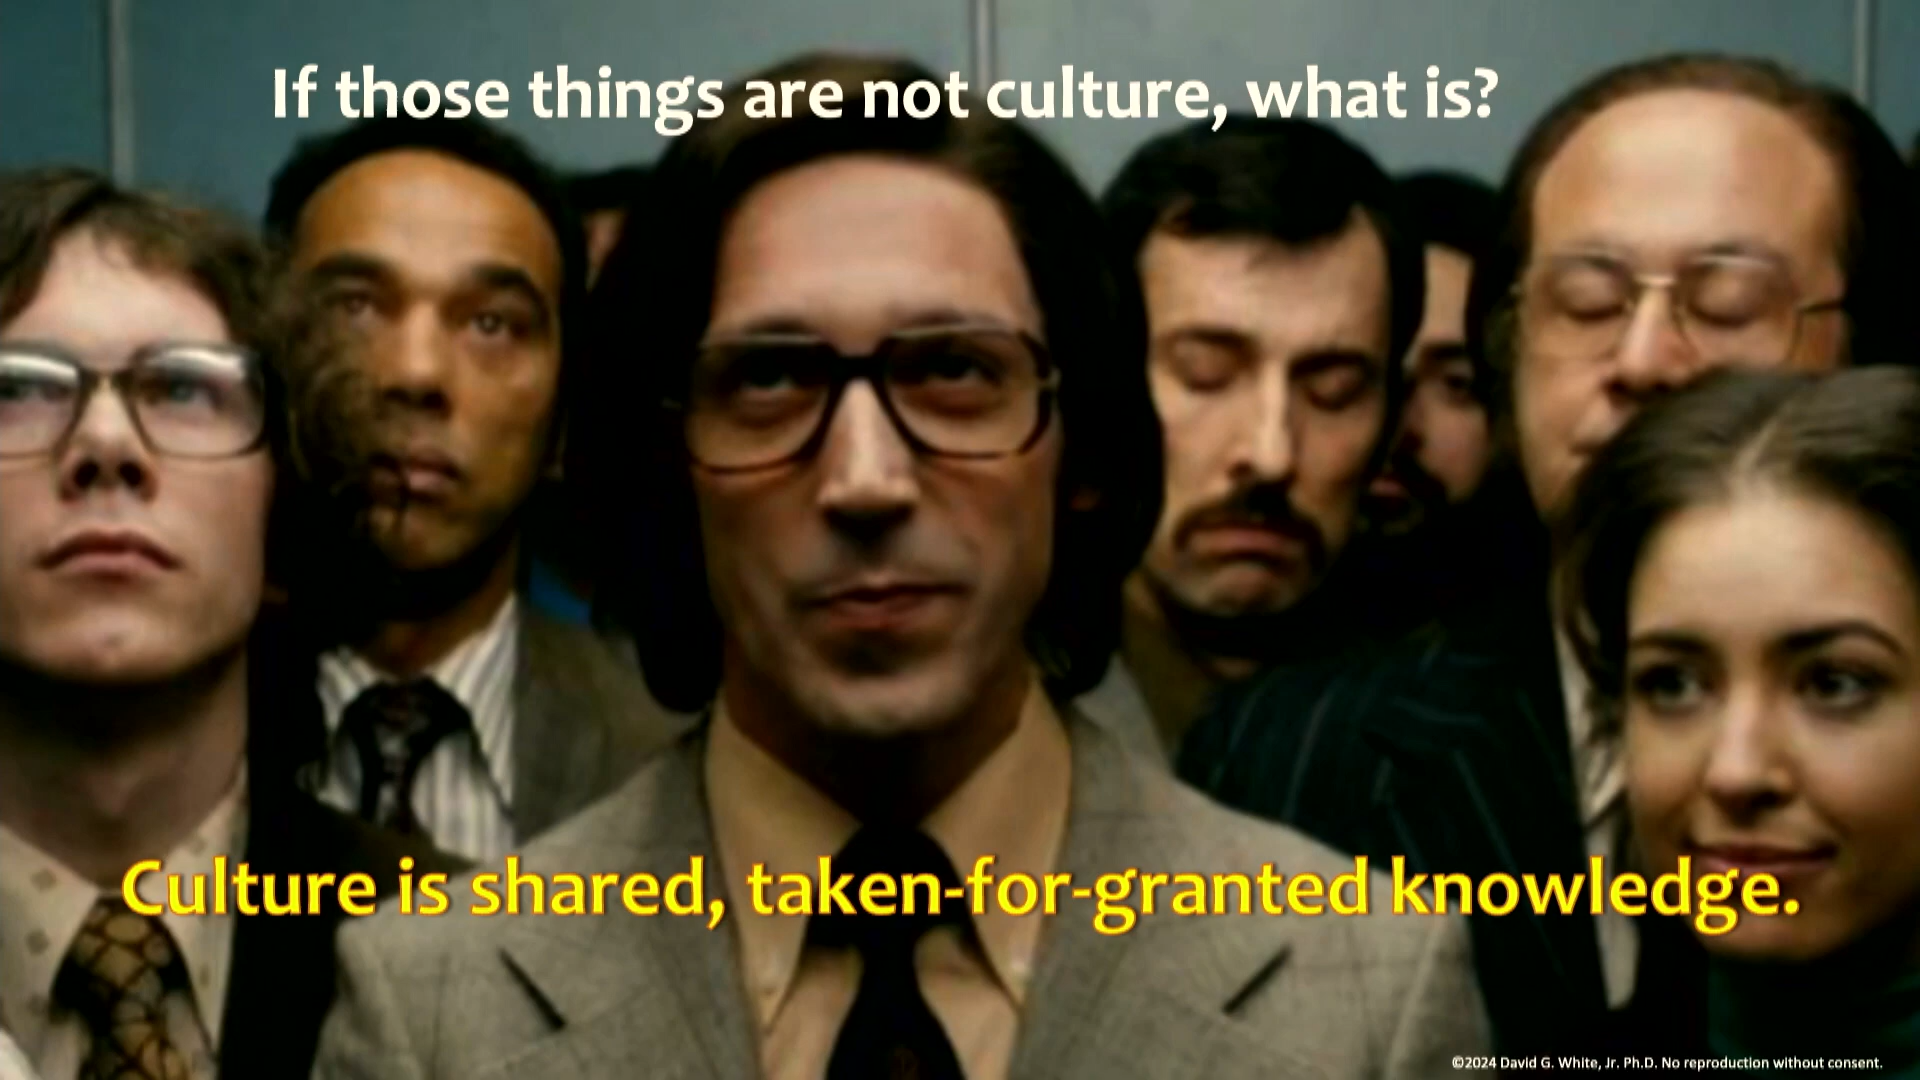 If those things are not culture, what is?
Culture is shared, taken-for-granted knowledge.
©2024 David G. White, Jr. Ph.D. No reproduction without consent.